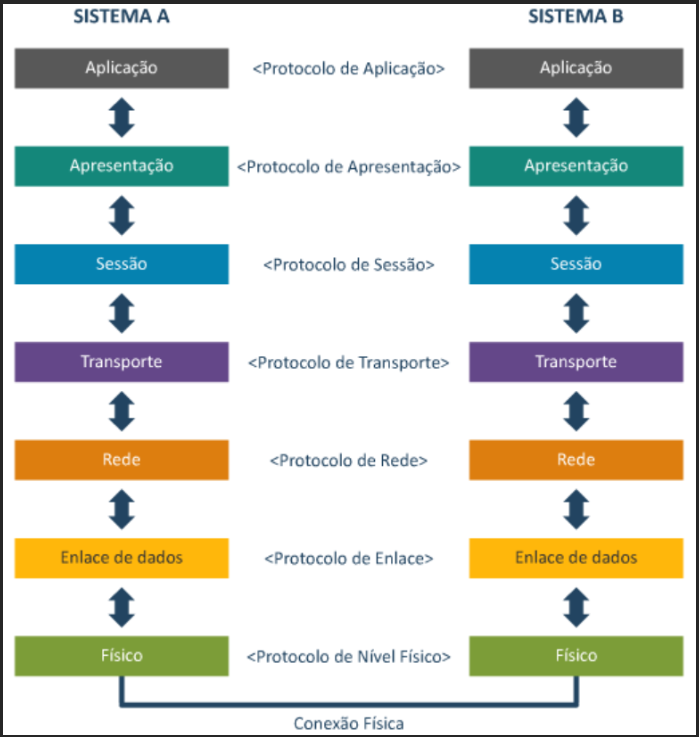 SISTEMA A SISTEMA B
Aplicação <Protocolo de Aplicação> Aplicação
Apresentação <Protocolo de Apresentação> Apresentação
Sessão <Protocolo de Sessão> Sessão
Transporte <Protocolo de Transporte> Transporte
Rede <Protocolo de Rede> Rede
Enlace de dados <Protocolo de Enlace> Enlace de dados
Físico <Protocolo de Nível Físico> Físico
Conexão Física